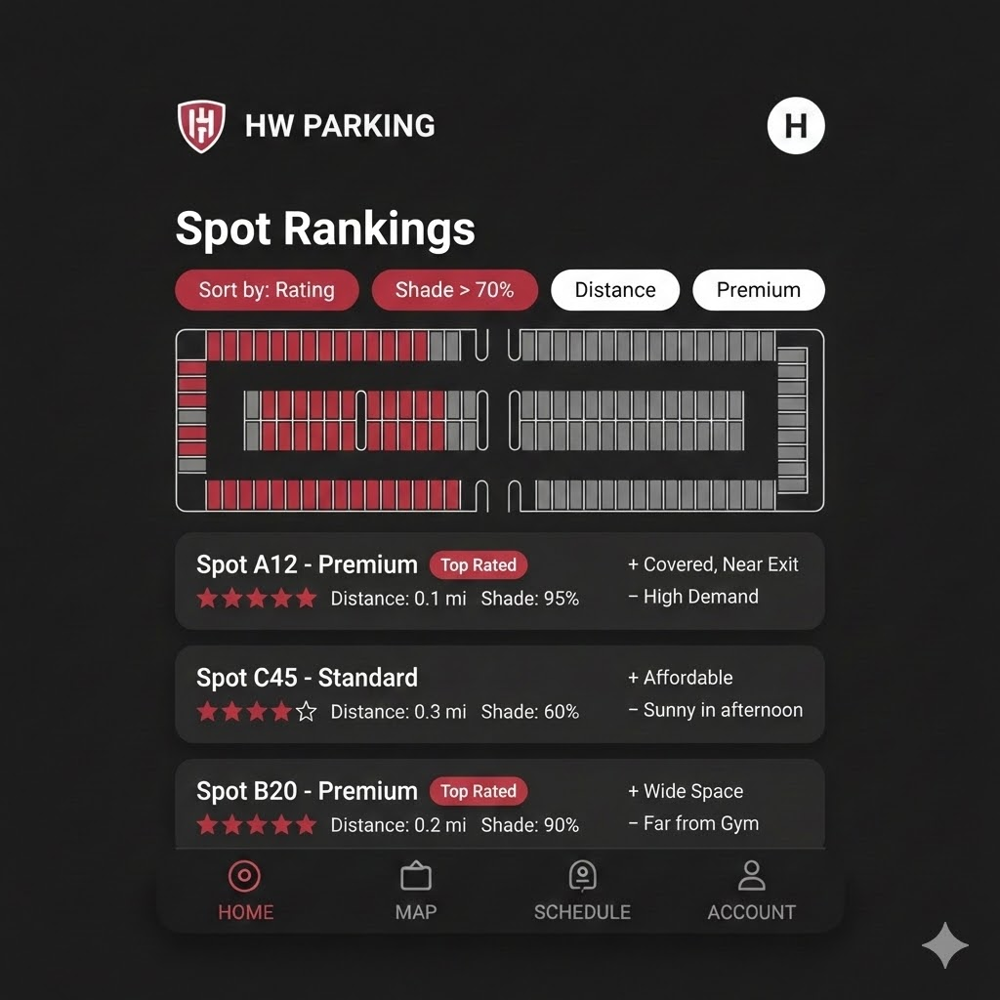 HW PARKING
H
Spot Rankings
Sort by: Rating
Shade > 70%
Distance
Premium
Spot A12 - Premium
Top Rated
+ Covered, Near Exit
Distance: 0.1 mi
Shade: 95%
− High Demand
Spot C45 - Standard
+ Affordable
Distance: 0.3 mi
Shade: 60%
− Sunny in afternoon
Spot B20 - Premium
Top Rated
+ Wide Space
Distance: 0.2 mi
Shade: 90%
− Far from Gym
HOME
MAP
SCHEDULE
ACCOUNT